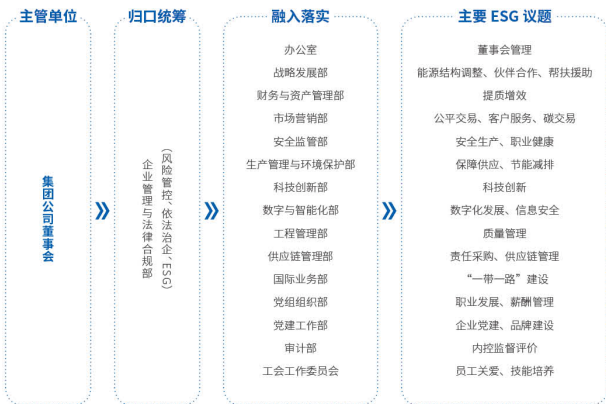 主管单位
归口统筹
融入落实
主要 ESG 议题
集团公司董事会
企业管理与法律合规部
（风险管控、依法治企、ESG）
办公室
董事会管理
战略发展部
能源结构调整、伙伴合作、帮扶援助
财务与资产管理部
提质增效
市场营销部
公平交易、客户服务、碳交易
安全监管部
安全生产、职业健康
生产管理与环境保护部
保障供应、节能减排
科技创新部
科技创新
数字与智能化部
数字化发展、信息安全
工程管理部
质量管理
供应链管理部
责任采购、供应链管理
国际业务部
“一带一路”建设
党组组织部
职业发展、薪酬管理
党建工作部
企业党建、品牌建设
审计部
内控监督评价
工会工作委员会
员工关爱、技能培养